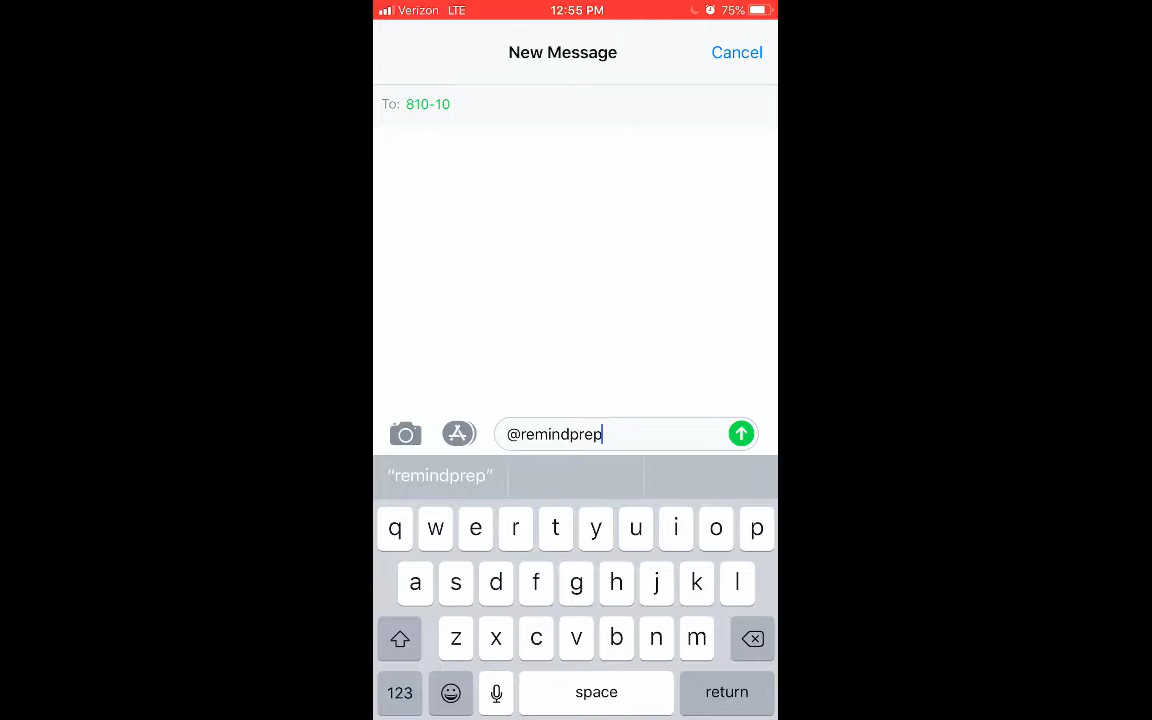 Verizon LTE 12:55 PM 75%
New Message Cancel
To: 810-10
@remindprep
"remindprep"
q w e r t y u i o p
a s d f g h j k l
z x c v b n m
123 space return